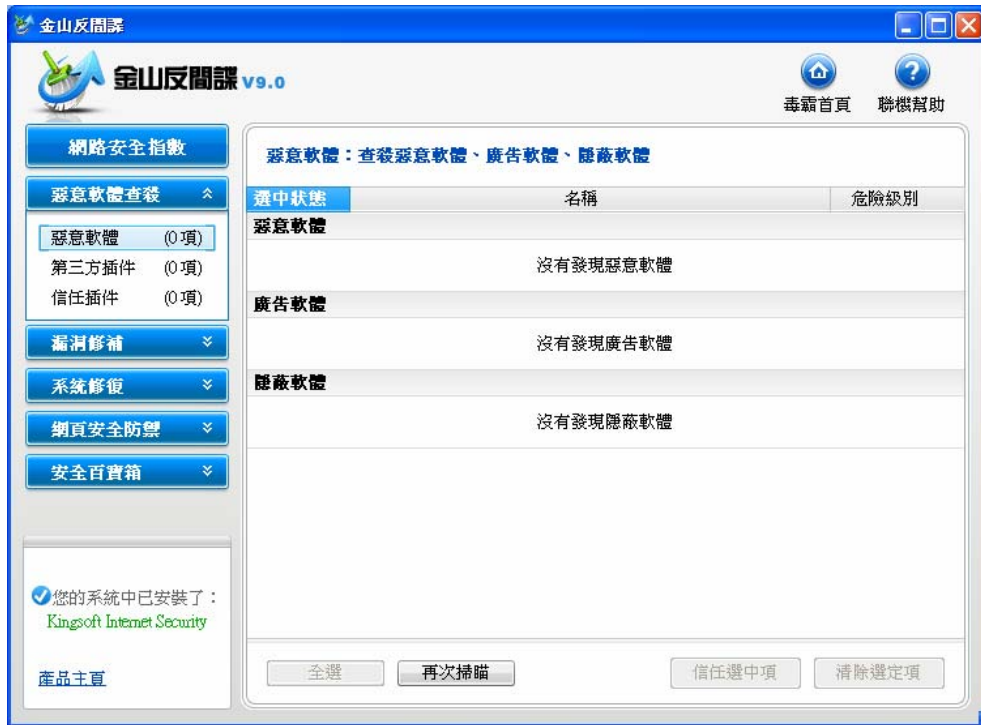 金山反間諜
金山反間諜 V9.0
毒霸首頁
聯機幫助
網路安全指數
惡意軟體查殺
惡意軟體 (0 項)
第三方插件 (0 項)
信任插件 (0 項)
漏洞修補
系統修復
網頁安全防禦
安全百寶箱
您的系統中已安裝了：
Kingsoft Internet Security
產品主頁
惡意軟體：查殺惡意軟體、廣告軟體、隱蔽軟體
選中狀態 名稱 危險級別
惡意軟體
沒有發現惡意軟體
廣告軟體
沒有發現廣告軟體
隱蔽軟體
沒有發現隱蔽軟體
全選 再次掃瞄 信任選中項 清除選定項